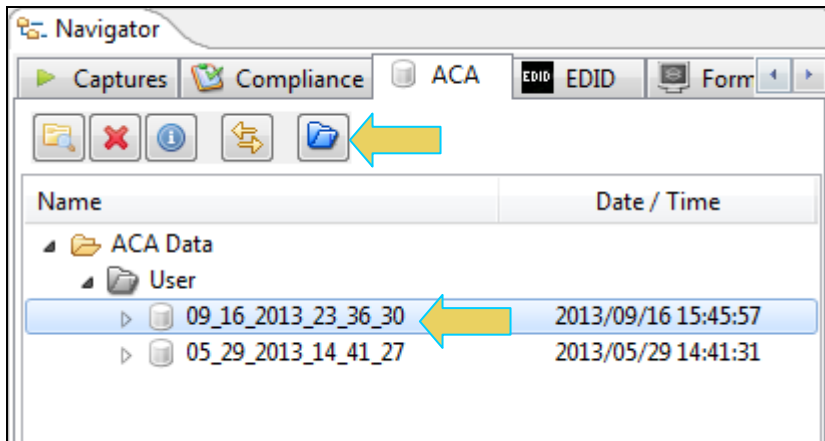 Navigator
Captures Compliance ACA EDID EDID Form
Name Date / Time
ACA Data
User
09_16_2013_23_36_30 2013/09/16 15:45:57
05_29_2013_14_41_27 2013/05/29 14:41:31